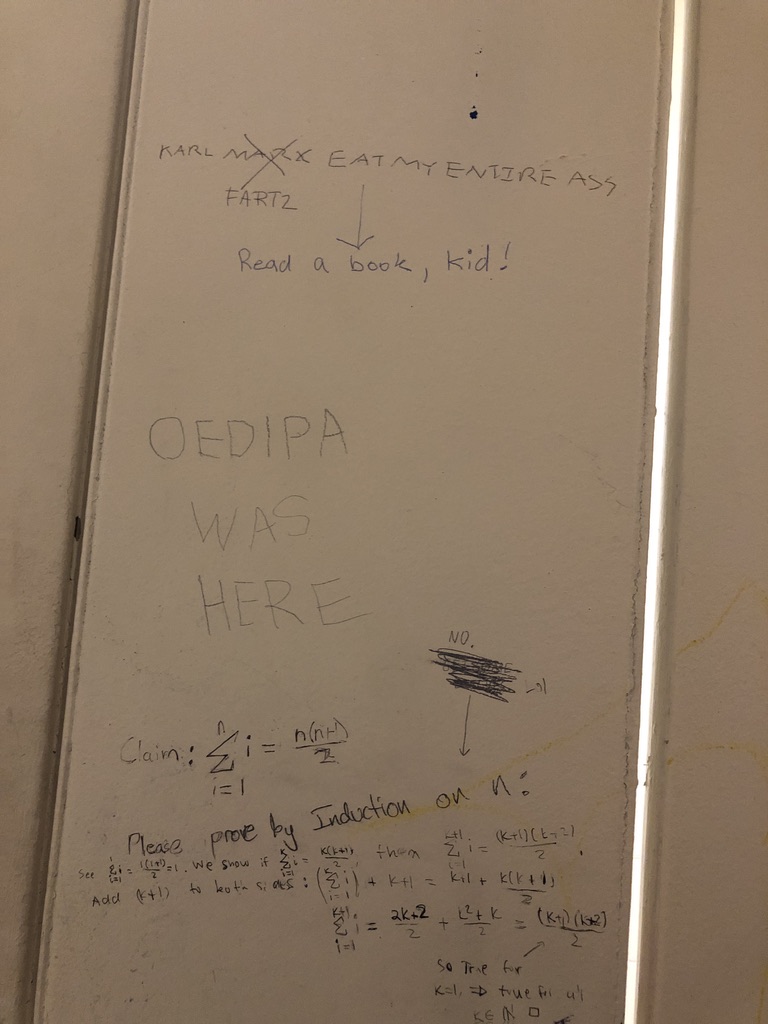 KARL MARX EAT MY ENTIRE ASS
FARTZ
Read a book, kid!
OEDIPA
WAS
HERE
NO.
Claim: \sum_{i=1}^{n} i = \frac{n(n+1)}{2}
Please prove by Induction on n:
See \sum_{i=1}^{1} i = \frac{1(1+1)}{2} = 1. We show if \sum_{i=1}^{k} i = \frac{k(k+1)}{2} then \sum_{i=1}^{k+1} i = \frac{(k+1)(k+2)}{2}.
Add (k+1) to both sides: (\sum_{i=1}^{k} i) + k+1 = k+1 + \frac{k(k+1)}{2}
\sum_{i=1}^{k+1} i = \frac{2k+2}{2} + \frac{k^2+k}{2} = \frac{(k+1)(k+2)}{2}
So true for
k=1, ⇒ true for all
k∈ℕ □